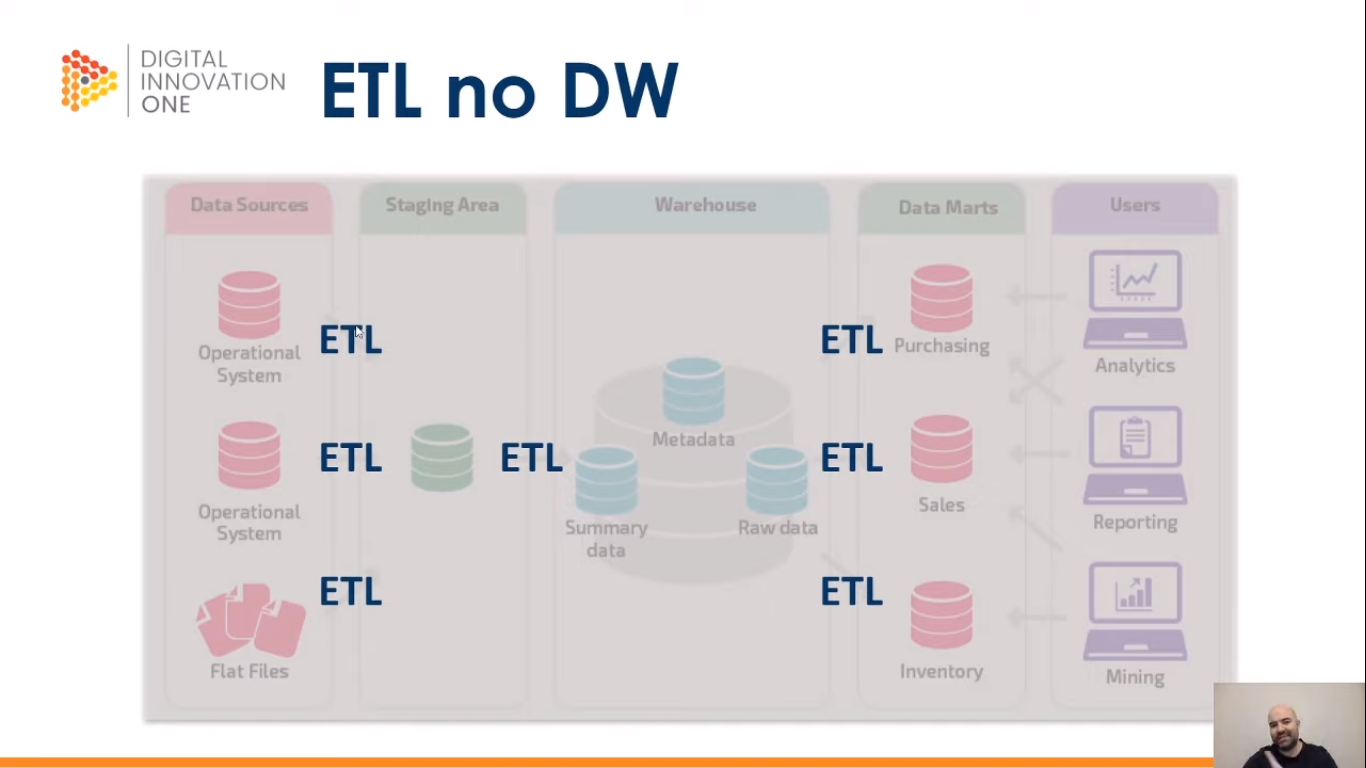 DIGITAL
INNOVATION
ONE
ETL no DW
Data Sources
Staging Area
Warehouse
Data Marts
Users
Operational
System
ETL
Operational
System
ETL
Flat Files
ETL
ETL
Metadata
Summary
data
Raw data
ETL
Purchasing
ETL
Sales
ETL
Inventory
Analytics
Reporting
Mining